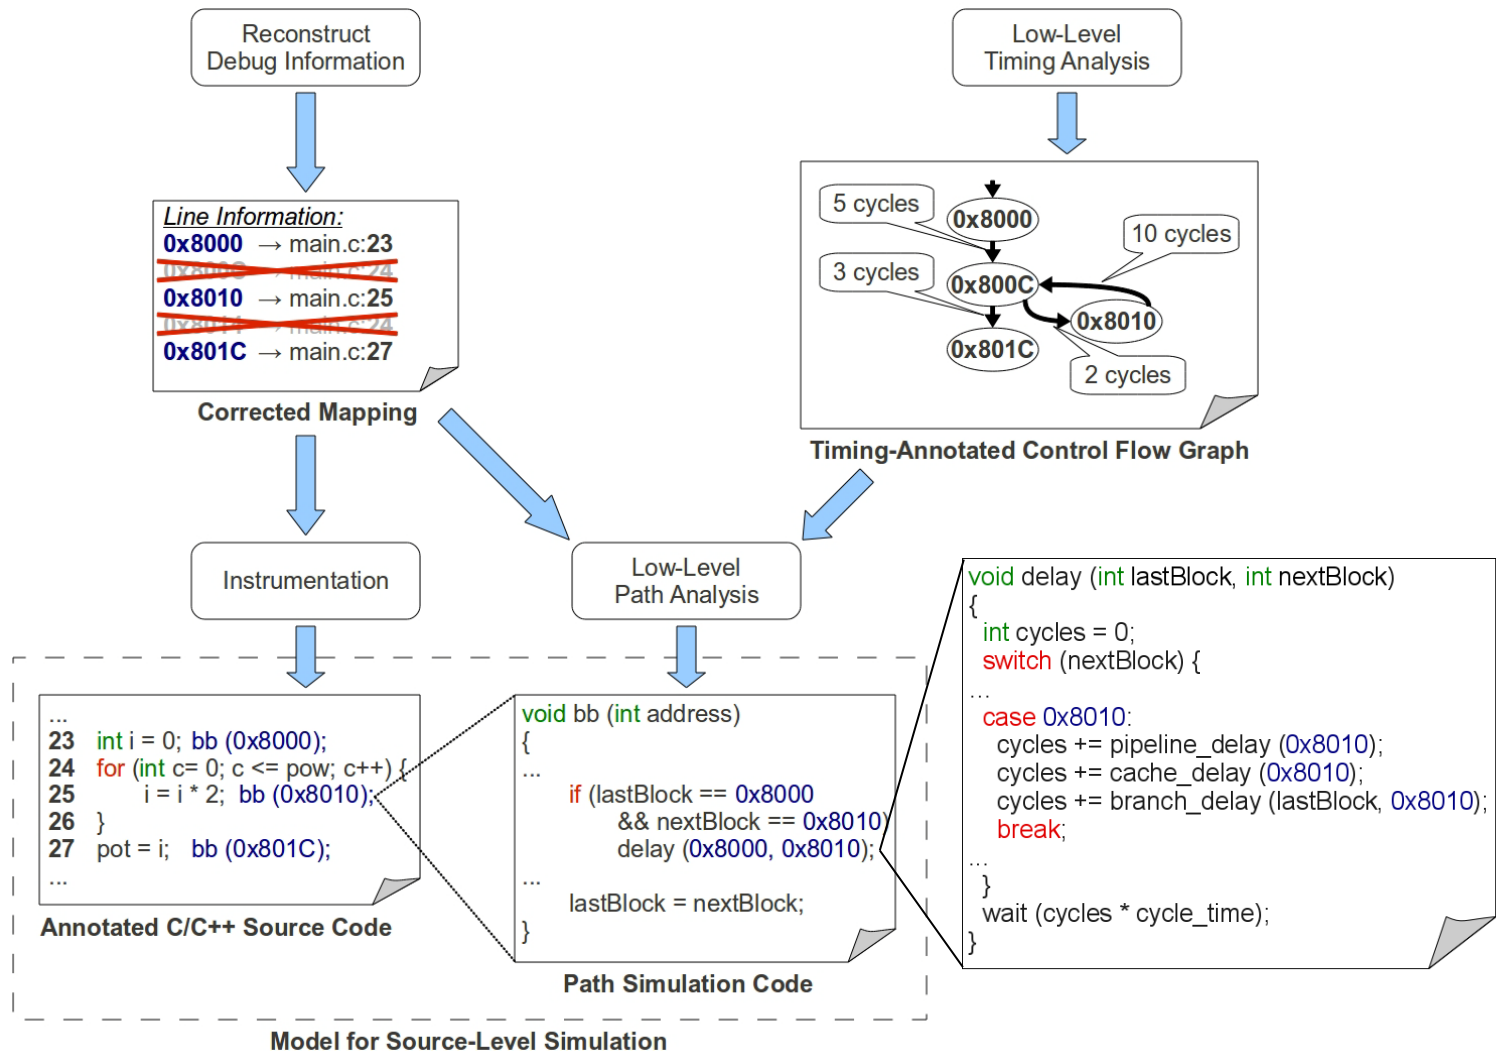 Reconstruct
Debug Information
Low-Level
Timing Analysis
Line Information:
0x8000 → main.c:23
0x800C → main.c:24
0x8010 → main.c:25
→ main.c:24
0x801C → main.c:27
Corrected Mapping
5 cycles
0x8000
10 cycles
3 cycles
0x800C
0x8010
0x801C
2 cycles
Timing-Annotated Control Flow Graph
Instrumentation
Low-Level
Path Analysis
...
23 int i = 0; bb (0x8000);
24 for (int c= 0; c <= pow; c++) {
25 i = i * 2; bb (0x8010);
26 }
27 pot = i; bb (0x801C);
...
Annotated C/C++ Source Code
void bb (int address)
{
...
if (lastBlock == 0x8000
&& nextBlock == 0x8010)
delay (0x8000, 0x8010);
...
lastBlock = nextBlock;
}
Path Simulation Code
void delay (int lastBlock, int nextBlock)
{
int cycles = 0;
switch (nextBlock) {
...
case 0x8010:
cycles += pipeline_delay (0x8010);
cycles += cache_delay (0x8010);
cycles += branch_delay (lastBlock, 0x8010);
break;
...
}
wait (cycles * cycle_time);
}
Model for Source-Level Simulation